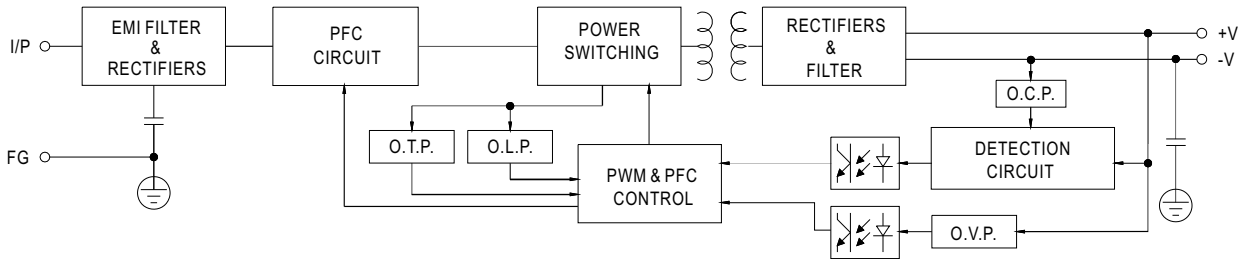 I/P
EMI FILTER
&
RECTIFIERS
PFC
CIRCUIT
POWER
SWITCHING
RECTIFIERS
&
FILTER
+V
-V
O.C.P.
FG
O.T.P.
O.L.P.
PWM & PFC
CONTROL
DETECTION
CIRCUIT
O.V.P.